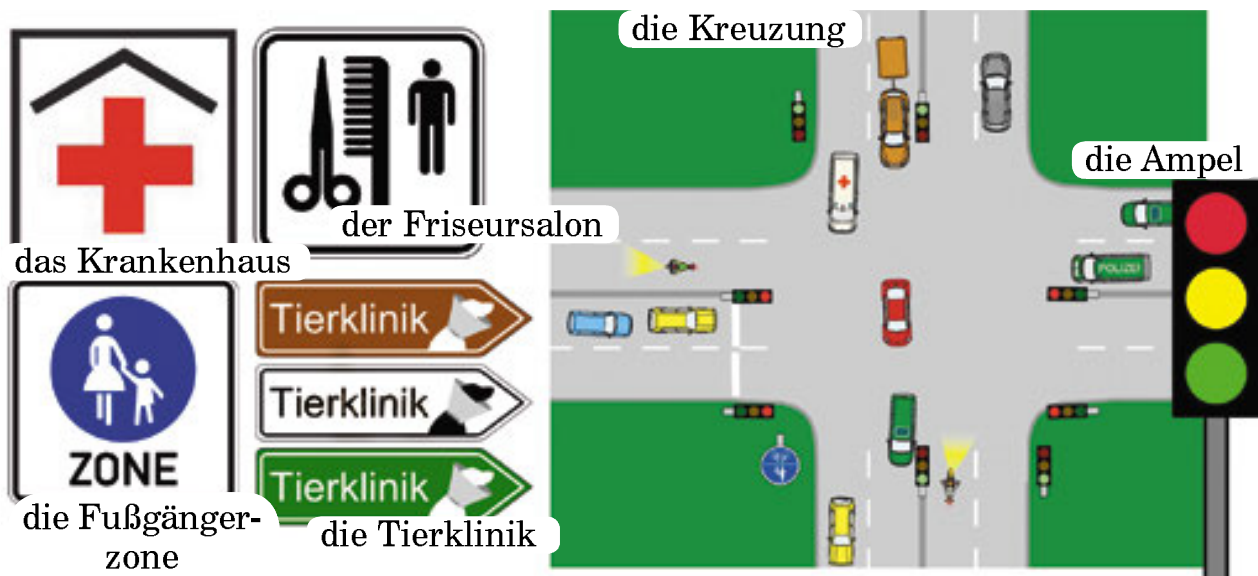 die Kreuzung
die Ampel
der Friseursalon
das Krankenhaus
POLIZEI
ZONE
die Fußgänger-
zone
Tierklinik
Tierklinik
Tierklinik
die Tierklinik